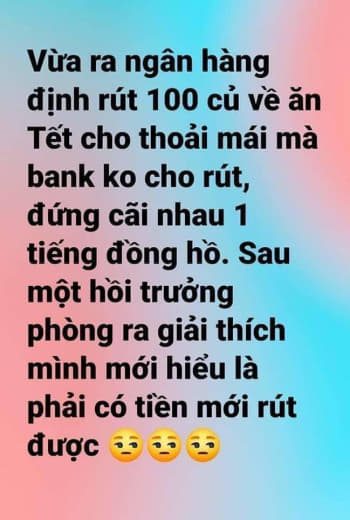 Vừa ra ngân hàng
định rút 100 củ về ăn
Tết cho thoải mái mà
bank ko cho rút,
đứng cãi nhau 1
tiếng đồng hồ. Sau
một hồi trưởng
phòng ra giải thích
mình mới hiểu là
phải có tiền mới rút
được 😒😒😒